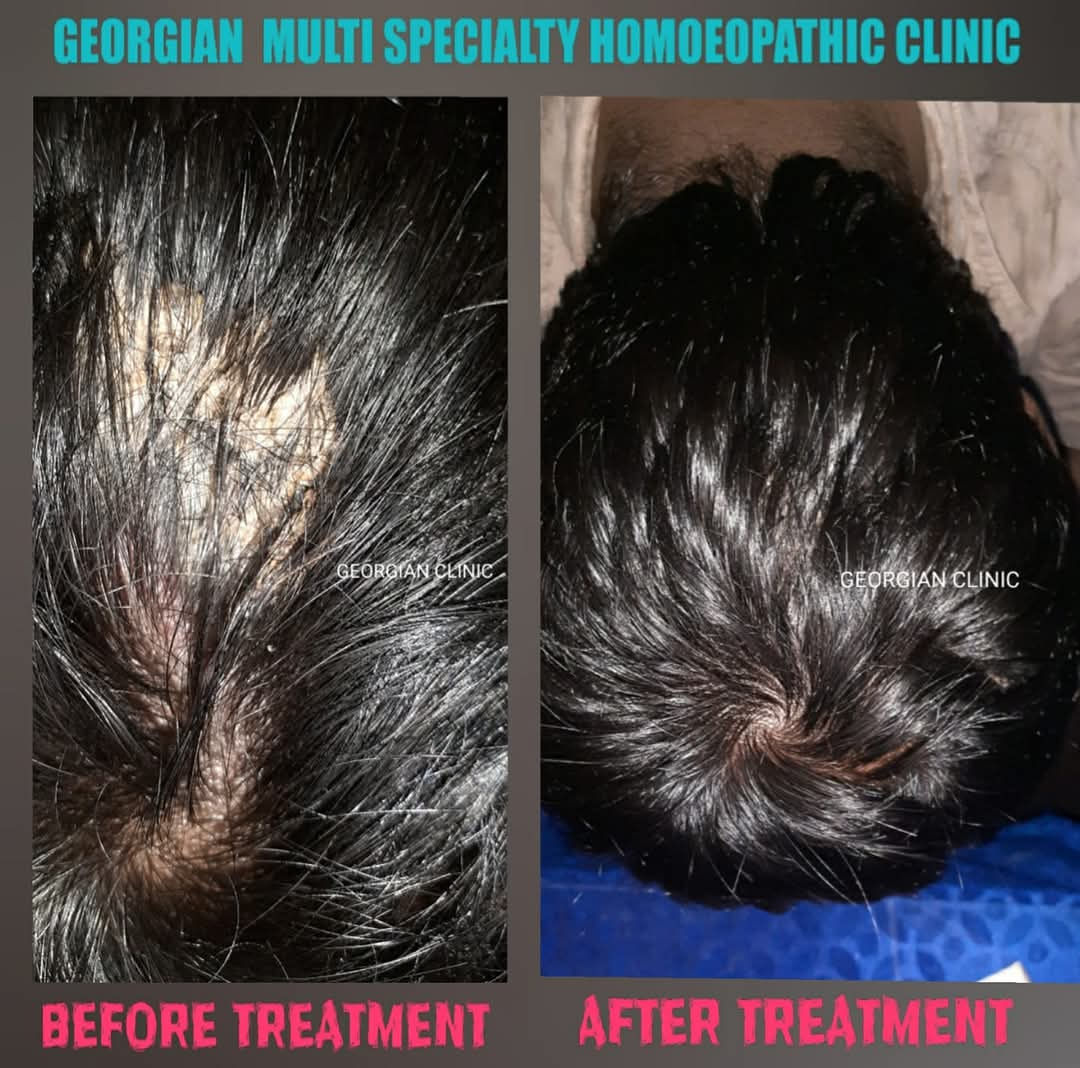 GEORGIAN MULTI SPECIALTY HOMOEOPATHIC CLINIC
GEORGIAN CLINIC
GEORGIAN CLINIC
BEFORE TREATMENT
AFTER TREATMENT